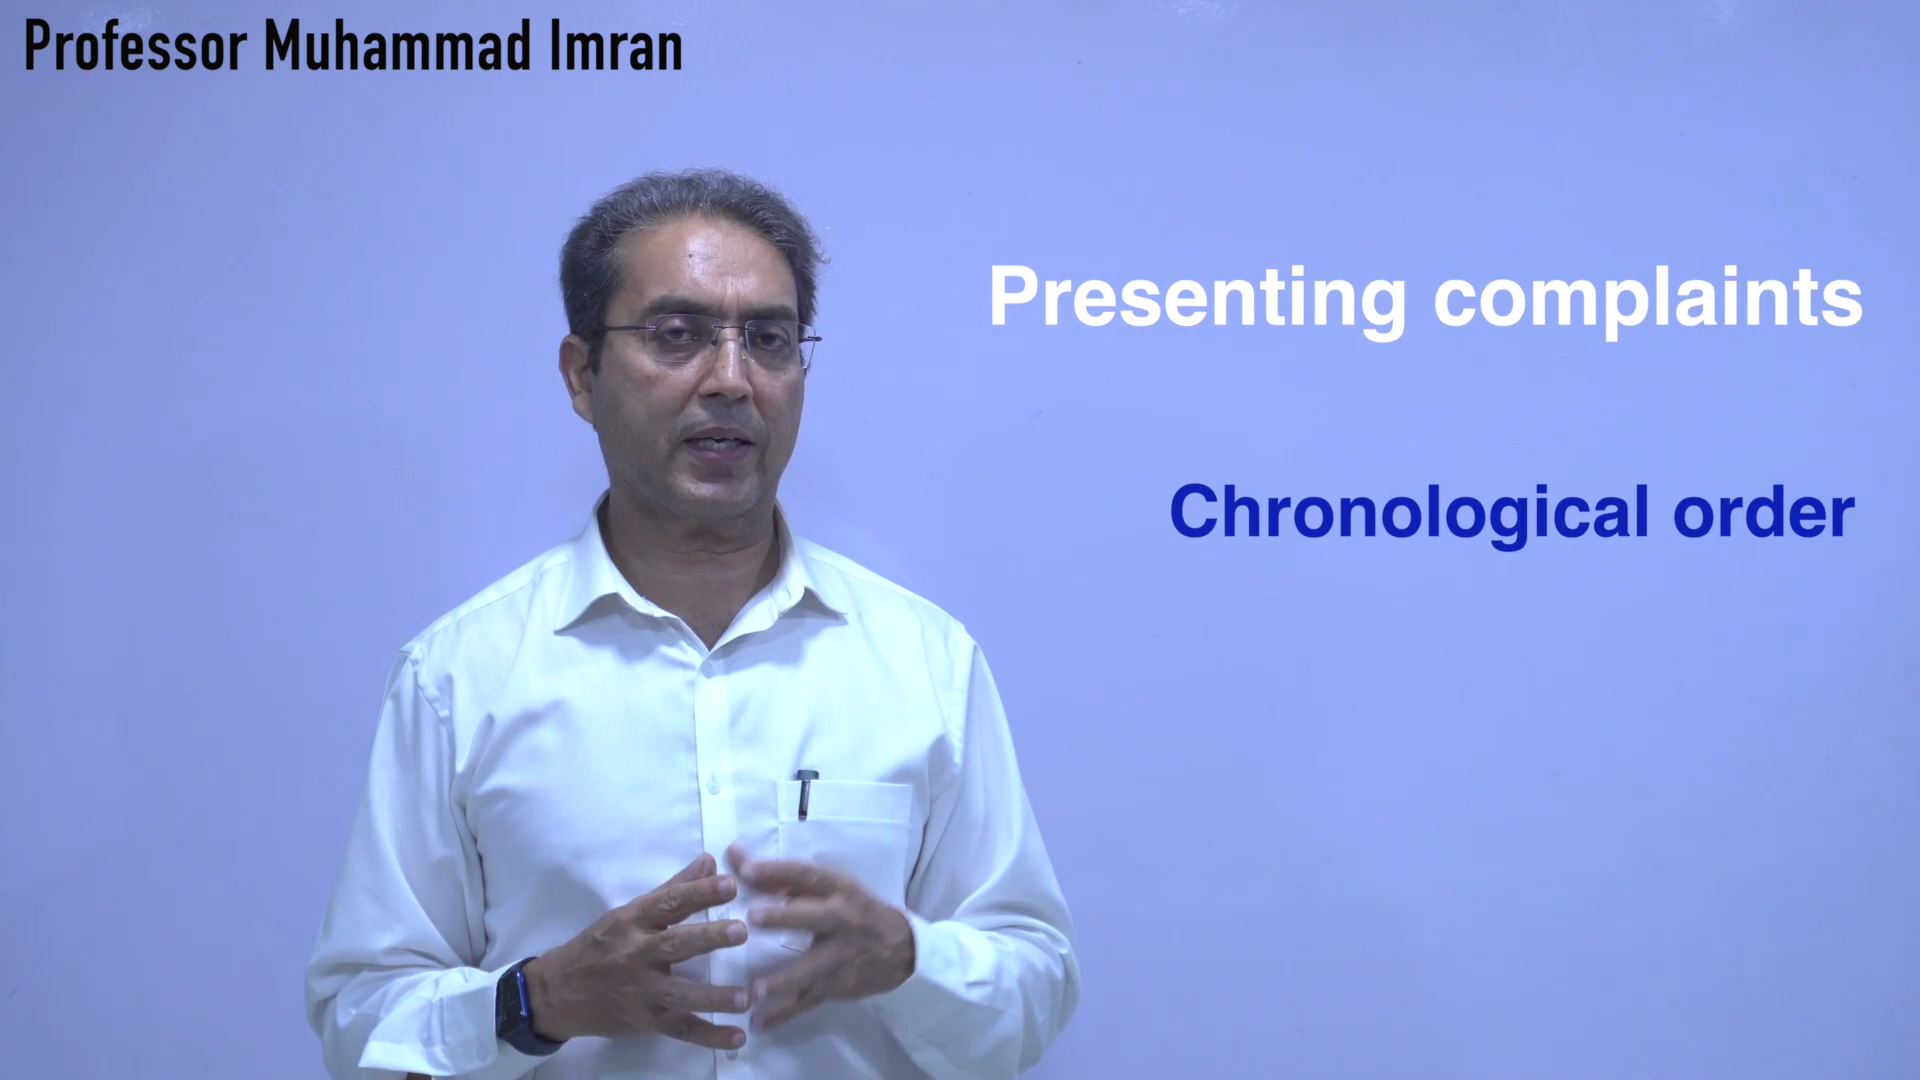 Professor Muhammad Imran
Presenting complaints
Chronological order